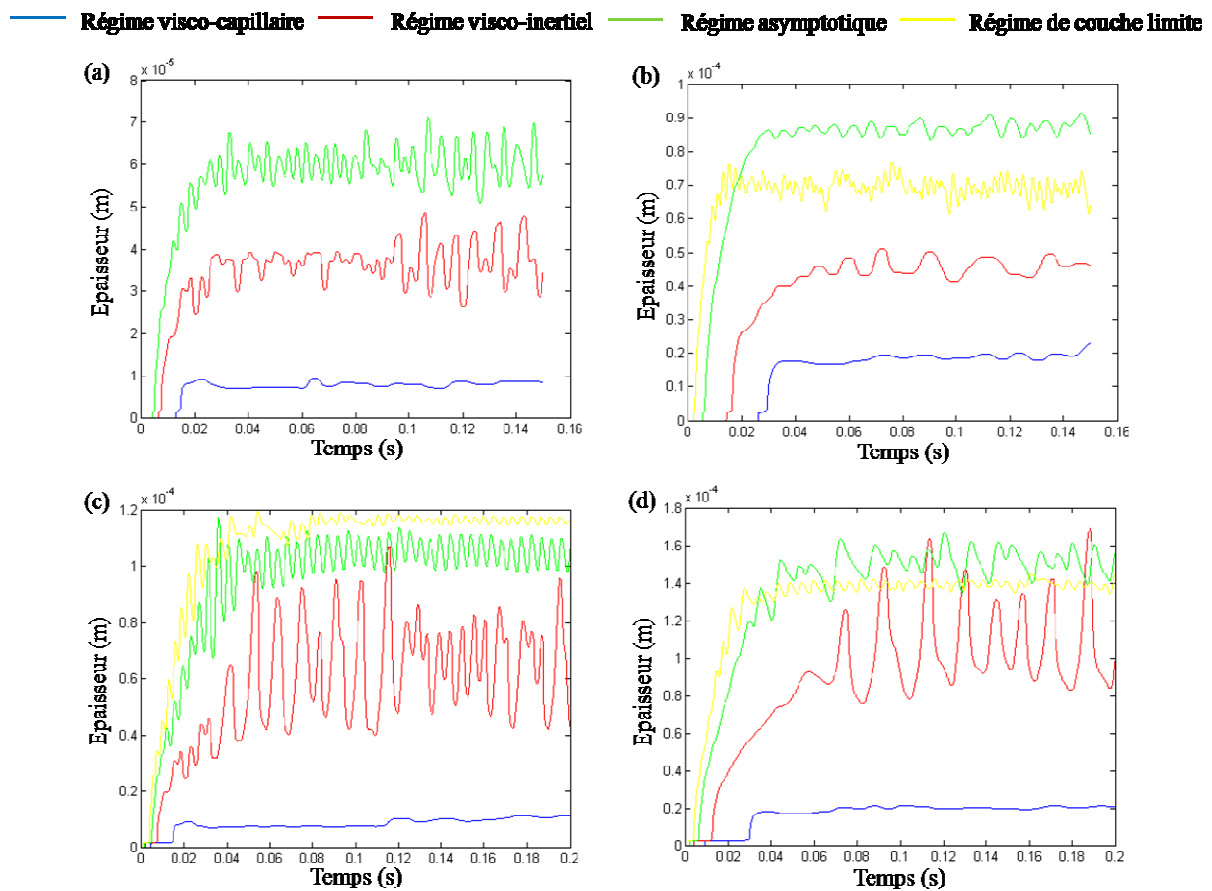 Régime visco-capillaire Régime visco-inertiel Régime asymptotique Régime de couche limite
(a)
x 10⁻⁵
8
7
6
5
4
3
2
1
0
Epaisseur (m)
0 0.02 0.04 0.06 0.08 0.1 0.12 0.14 0.16
Temps (s)
(b)
x 10⁻⁴
1
0.9
0.8
0.7
0.6
0.5
0.4
0.3
0.2
0.1
0
Epaisseur (m)
0 0.02 0.04 0.06 0.08 0.1 0.12 0.14 0.16
Temps (s)
(c)
x 10⁻⁴
1.2
1
0.8
0.6
0.4
0.2
0
Epaisseur (m)
0 0.02 0.04 0.06 0.08 0.1 0.12 0.14 0.16 0.18 0.2
Temps (s)
(d)
x 10⁻⁴
1.8
1.6
1.4
1.2
1
0.8
0.6
0.4
0.2
0
Epaisseur (m)
0 0.02 0.04 0.06 0.08 0.1 0.12 0.14 0.16 0.18 0.2
Temps (s)